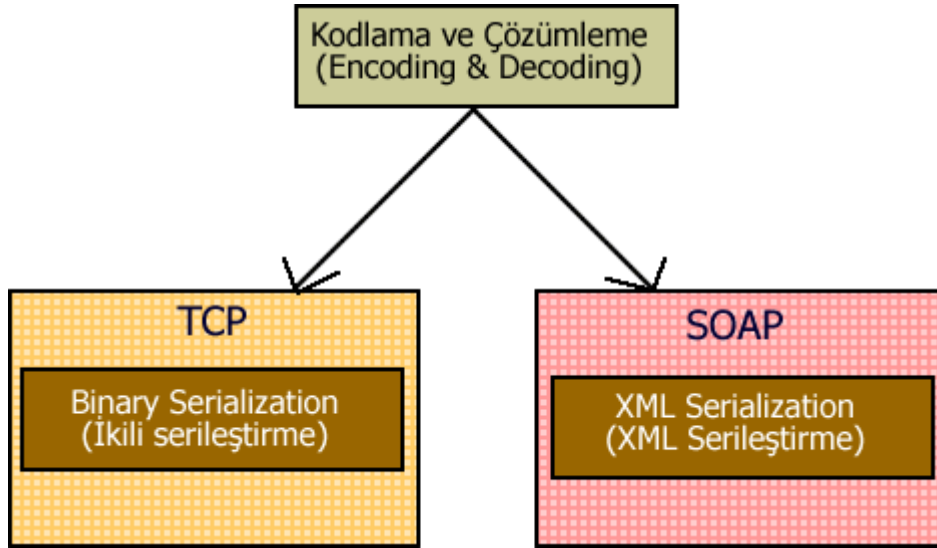 Kodlama ve Çözümleme
(Encoding & Decoding)
TCP
Binary Serialization
(İkili serileştirme)
SOAP
XML Serialization
(XML Serileştirme)